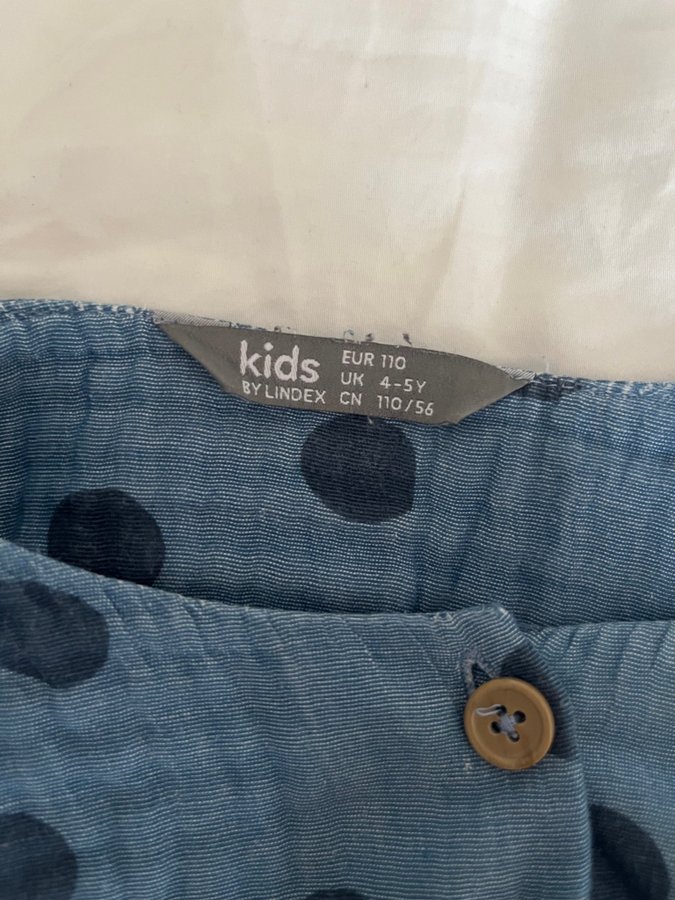 kids
BY LINDEX
EUR 110
UK 4-5Y
CN 110/56